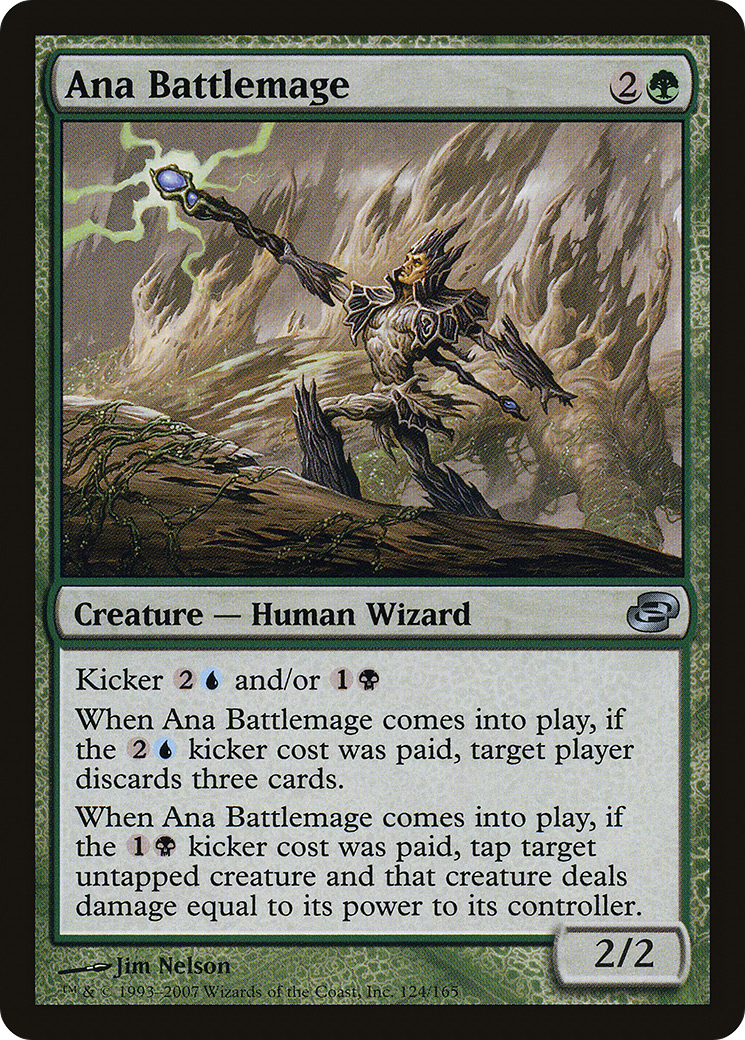 Ana Battlemage 2
Creature — Human Wizard
Kicker 2 and/or 1
When Ana Battlemage comes into play, if
the 2 kicker cost was paid, target player
discards three cards.
When Ana Battlemage comes into play, if
the 1 kicker cost was paid, tap target
untapped creature and that creature deals
damage equal to its power to its controller.
2/2
Jim Nelson
™ & © 1993–2007 Wizards of the Coast, Inc. 124/165